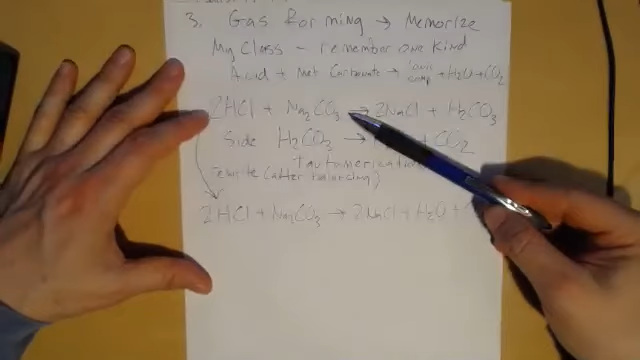 3. Gas forming → Memorize
My Class - remember one kind
Acid + Met Carbonate → ionic comp + H2O + CO2
2HCl + Na2CO3 → 2NaCl + H2CO3
Side H2CO3 → + CO2
Rewrite (after balancing)
2HCl + Na2CO3 → 2NaCl + H2O +